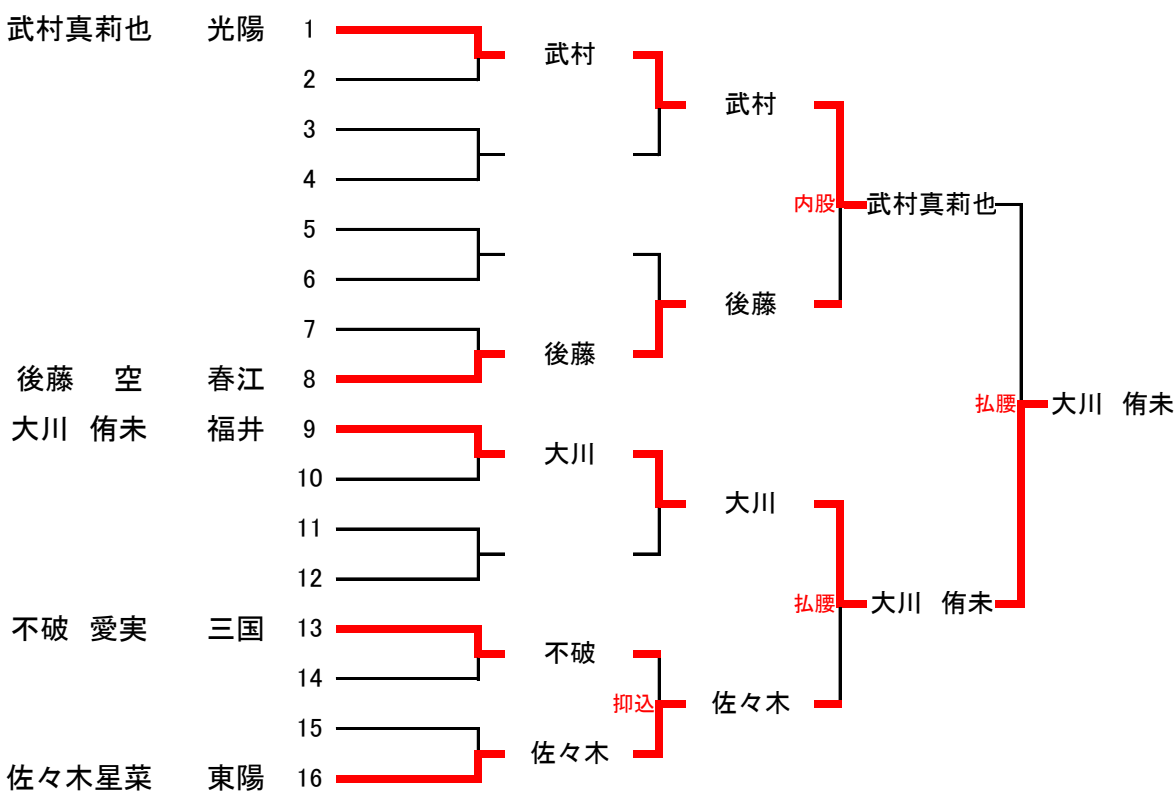 武村真莉也 光陽 1
2
3
4
5
6
7
後藤 空 春江 8
大川 侑未 福井 9
10
11
12
不破 愛実 三国 13
14
15
佐々木星菜 東陽 16
武村
後藤
大川
不破
佐々木
抑込
武村
後藤
大川
佐々木
内股
払腰
武村真莉也
大川 侑未
払腰
大川 侑未